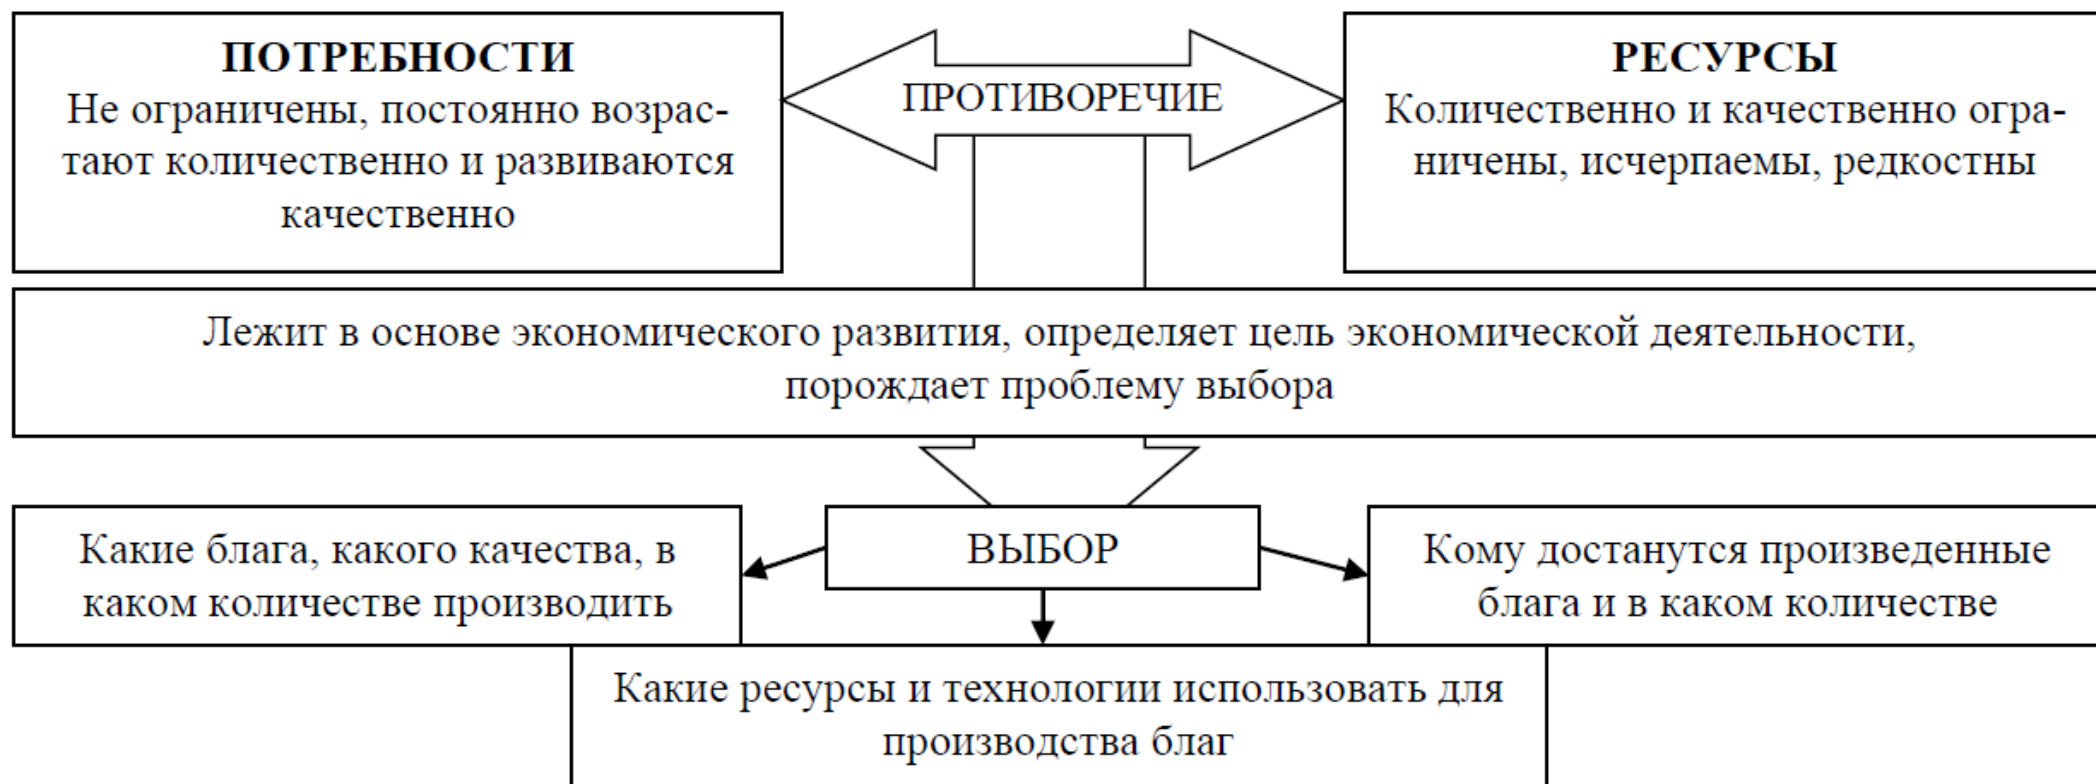 ПОТРЕБНОСТИ
Не ограничены, постоянно возрас-
тают количественно и развиваются
качественно
ПРОТИВОРЕЧИЕ
РЕСУРСЫ
Количественно и качественно огра-
ничены, исчерпаемы, редкостны
Лежит в основе экономического развития, определяет цель экономической деятельности,
порождает проблему выбора
Какие блага, какого качества, в
каком количестве производить
ВЫБОР
Кому достанутся произведенные
блага и в каком количестве
Какие ресурсы и технологии использовать для
производства благ